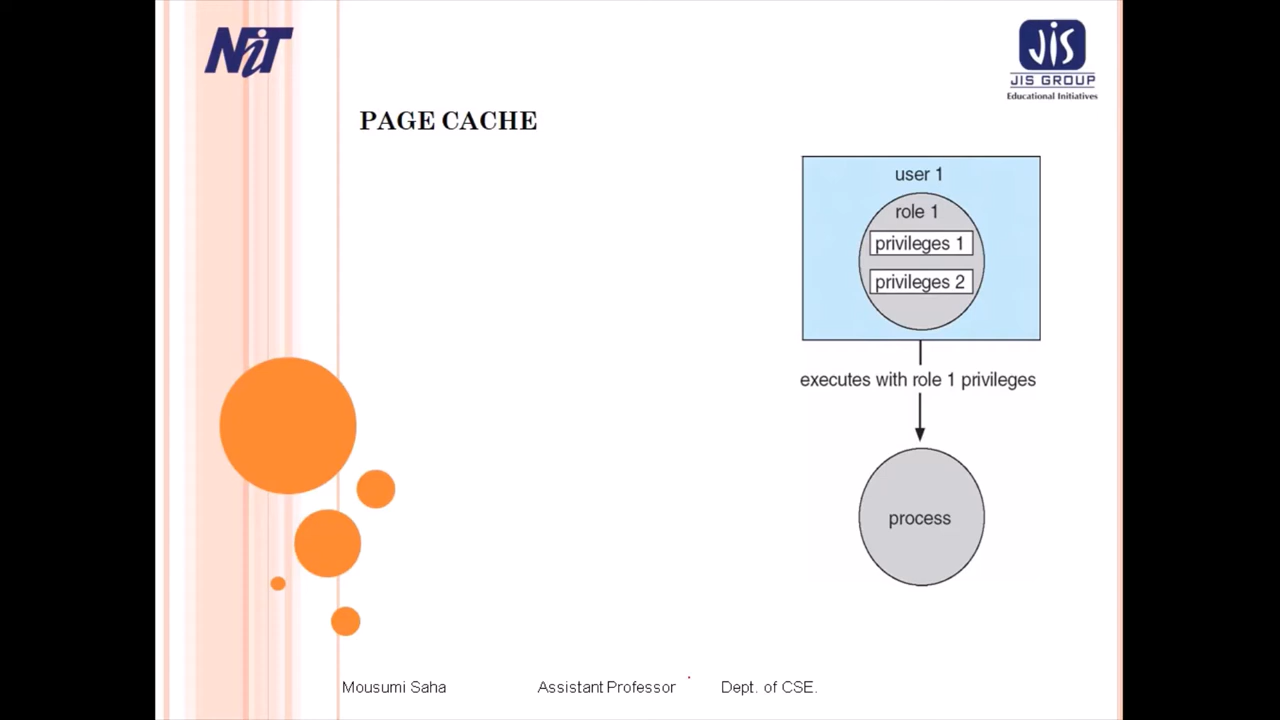 NiT
JIS
JIS GROUP
Educational Initiatives
PAGE CACHE
user 1
role 1
privileges 1
privileges 2
executes with role 1 privileges
process
Mousumi Saha Assistant Professor Dept. of CSE.